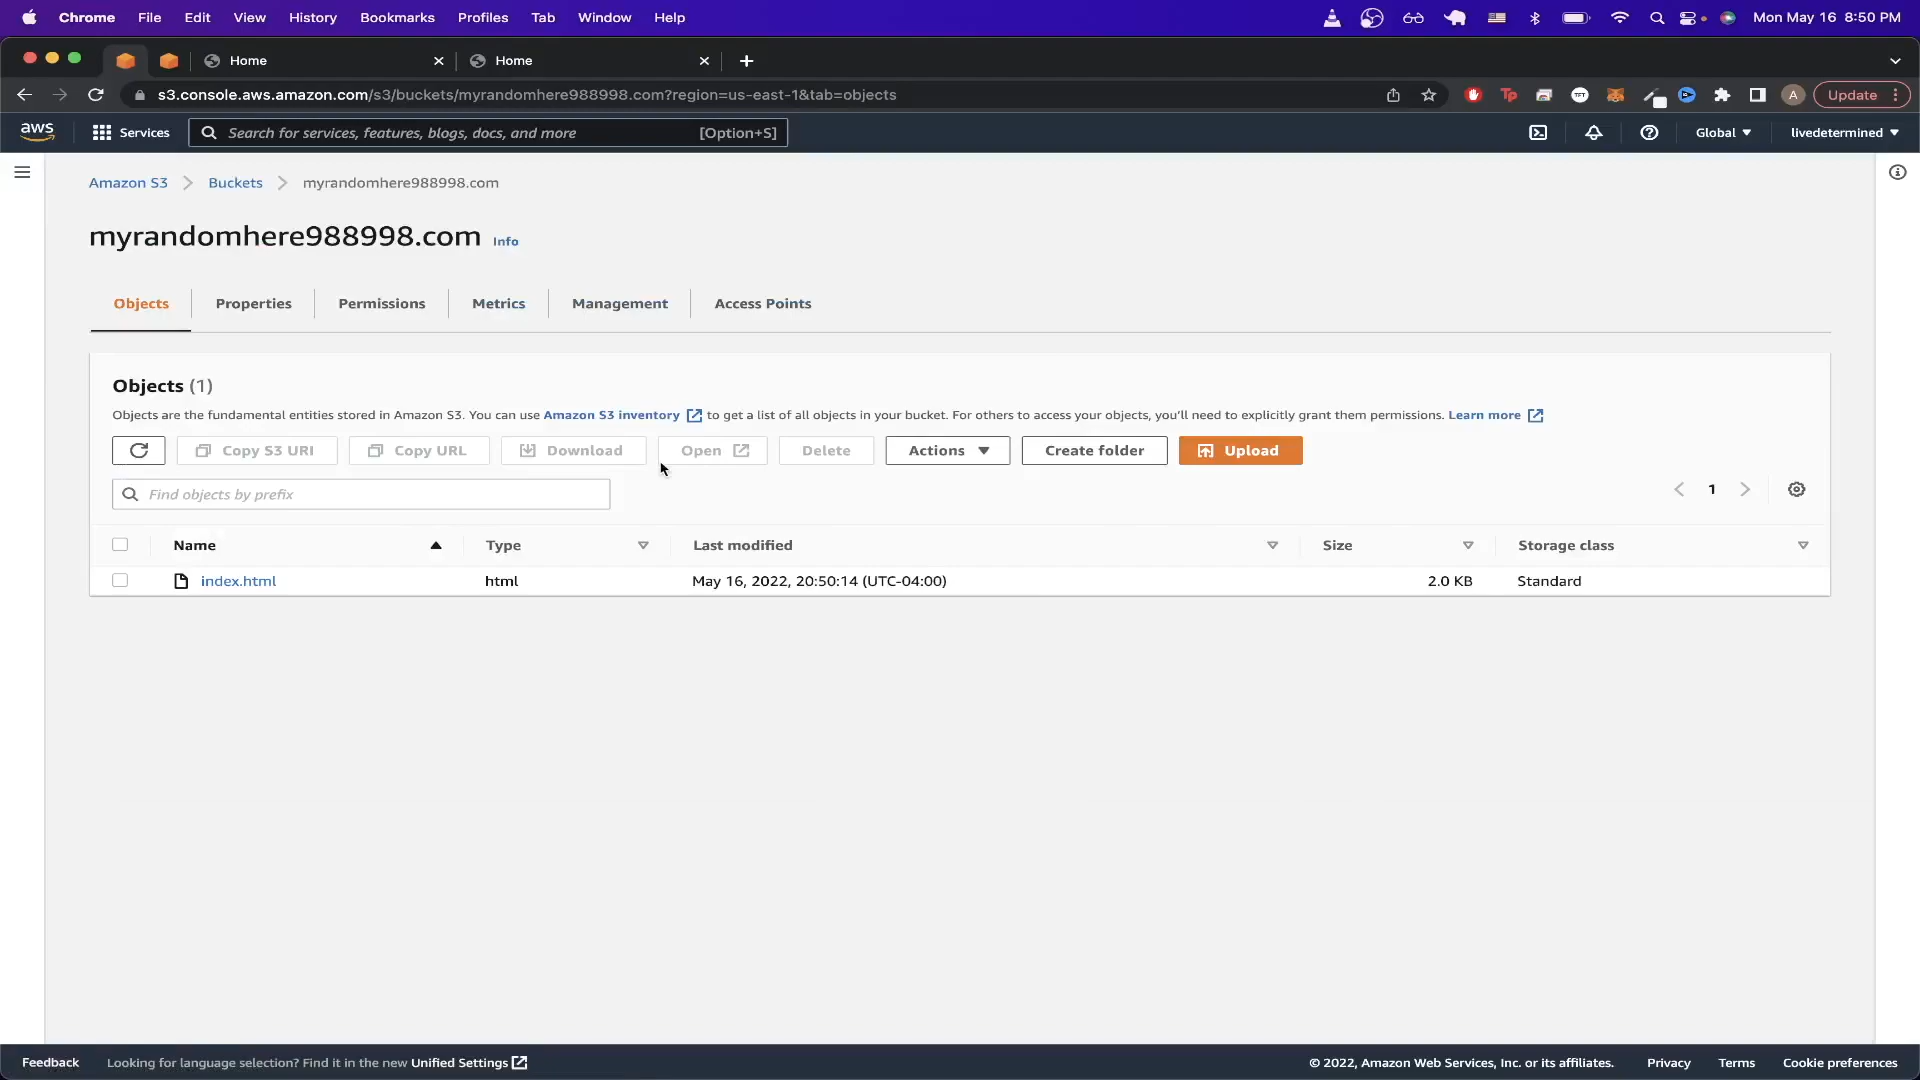 Chrome File Edit View History Bookmarks Profiles Tab Window Help Mon May 16 8:50 PM
Home Home
s3.console.aws.amazon.com/s3/buckets/myrandomhere988998.com?region=us-east-1&tab=objects TP TFT A Update
aws Services Search for services, features, blogs, docs, and more [Option+S] Global livedetermined
Amazon S3 Buckets myrandomhere988998.com
myrandomhere988998.com Info
Objects Properties Permissions Metrics Management Access Points
Objects (1)
Objects are the fundamental entities stored in Amazon S3. You can use Amazon S3 inventory to get a list of all objects in your bucket. For others to access your objects, you'll need to explicitly grant them permissions. Learn more
Copy S3 URI Copy URL Download Open Delete Actions Create folder Upload
Find objects by prefix 1
Name Type Last modified Size Storage class
index.html html May 16, 2022, 20:50:14 (UTC-04:00) 2.0 KB Standard
Feedback Looking for language selection? Find it in the new Unified Settings © 2022, Amazon Web Services, Inc. or its affiliates. Privacy Terms Cookie preferences